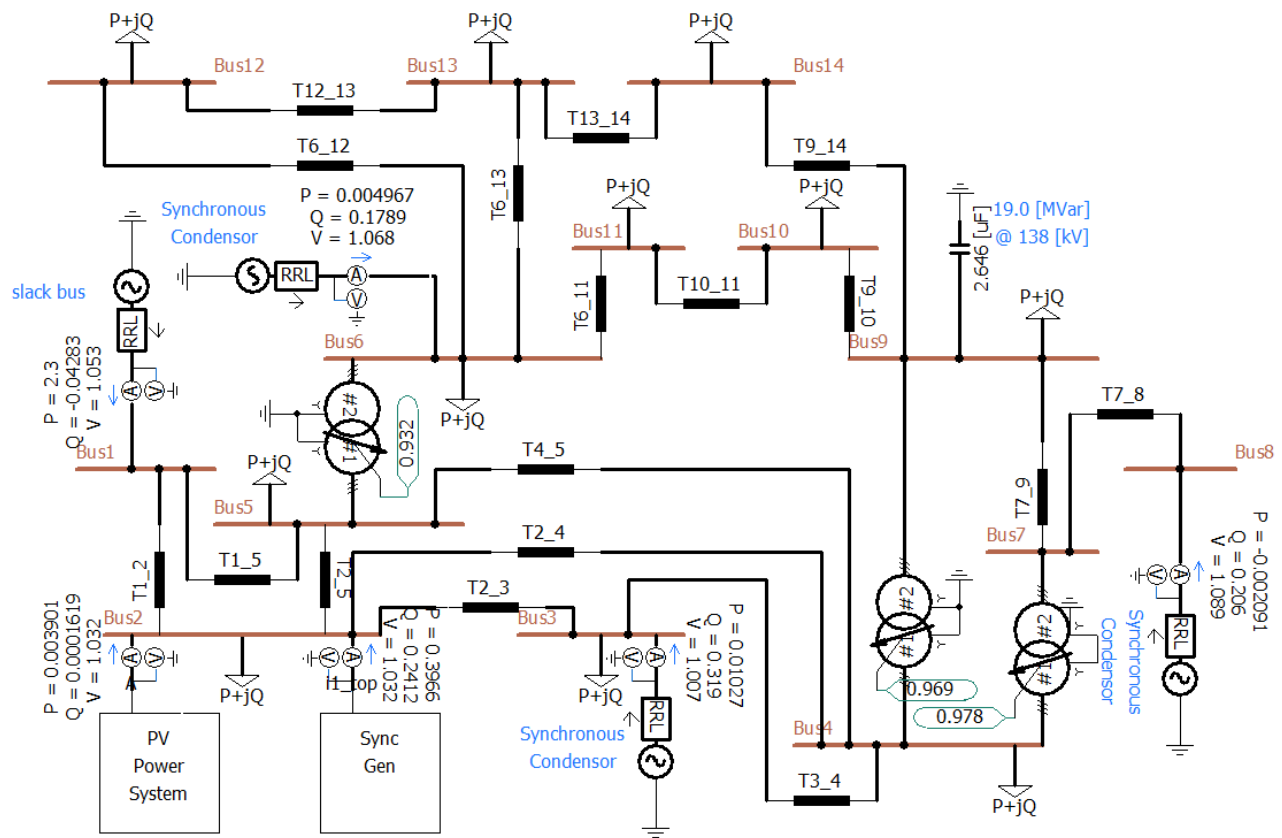 P+jQ
P+jQ
P+jQ
Bus12
Bus13
Bus14
T12_13
T13_14
T6_12
T9_14
T6_13
P = 0.004967
Q = 0.1789
V = 1.068
Synchronous
Condensor
P+jQ
P+jQ
19.0 [MVar]
@ 138 [kV]
2.646 [uF]
Bus11
Bus10
RRL
A
V
slack bus
T10_11
T6_11
T9_10
P+jQ
RRL
Bus6
Bus9
P = 2.3
Q = -0.04283
V = 1.053
A
V
#2
#1
0.932
P+jQ
T7_8
Bus1
T4_5
Bus8
P+jQ
Bus5
T7_9
T2_4
Bus7
T1_2
T1_5
T2_5
T2_3
P = -0.002091
Q = 0.206
V = 1.089
V
A
RRL
Synchronous
Condensor
#2
#1
#2
#1
Bus2
Bus3
P = 0.003901
Q = 0.0001619
V = 1.032
A
V
A
P+jQ
V
A
I1_top
P = 0.3966
Q = 0.2412
V = 1.032
P+jQ
V
A
P = 0.01027
Q = 0.319
V = 1.007
RRL
0.969
0.978
PV
Power
System
Sync
Gen
Synchronous
Condensor
Bus4
T3_4
P+jQ